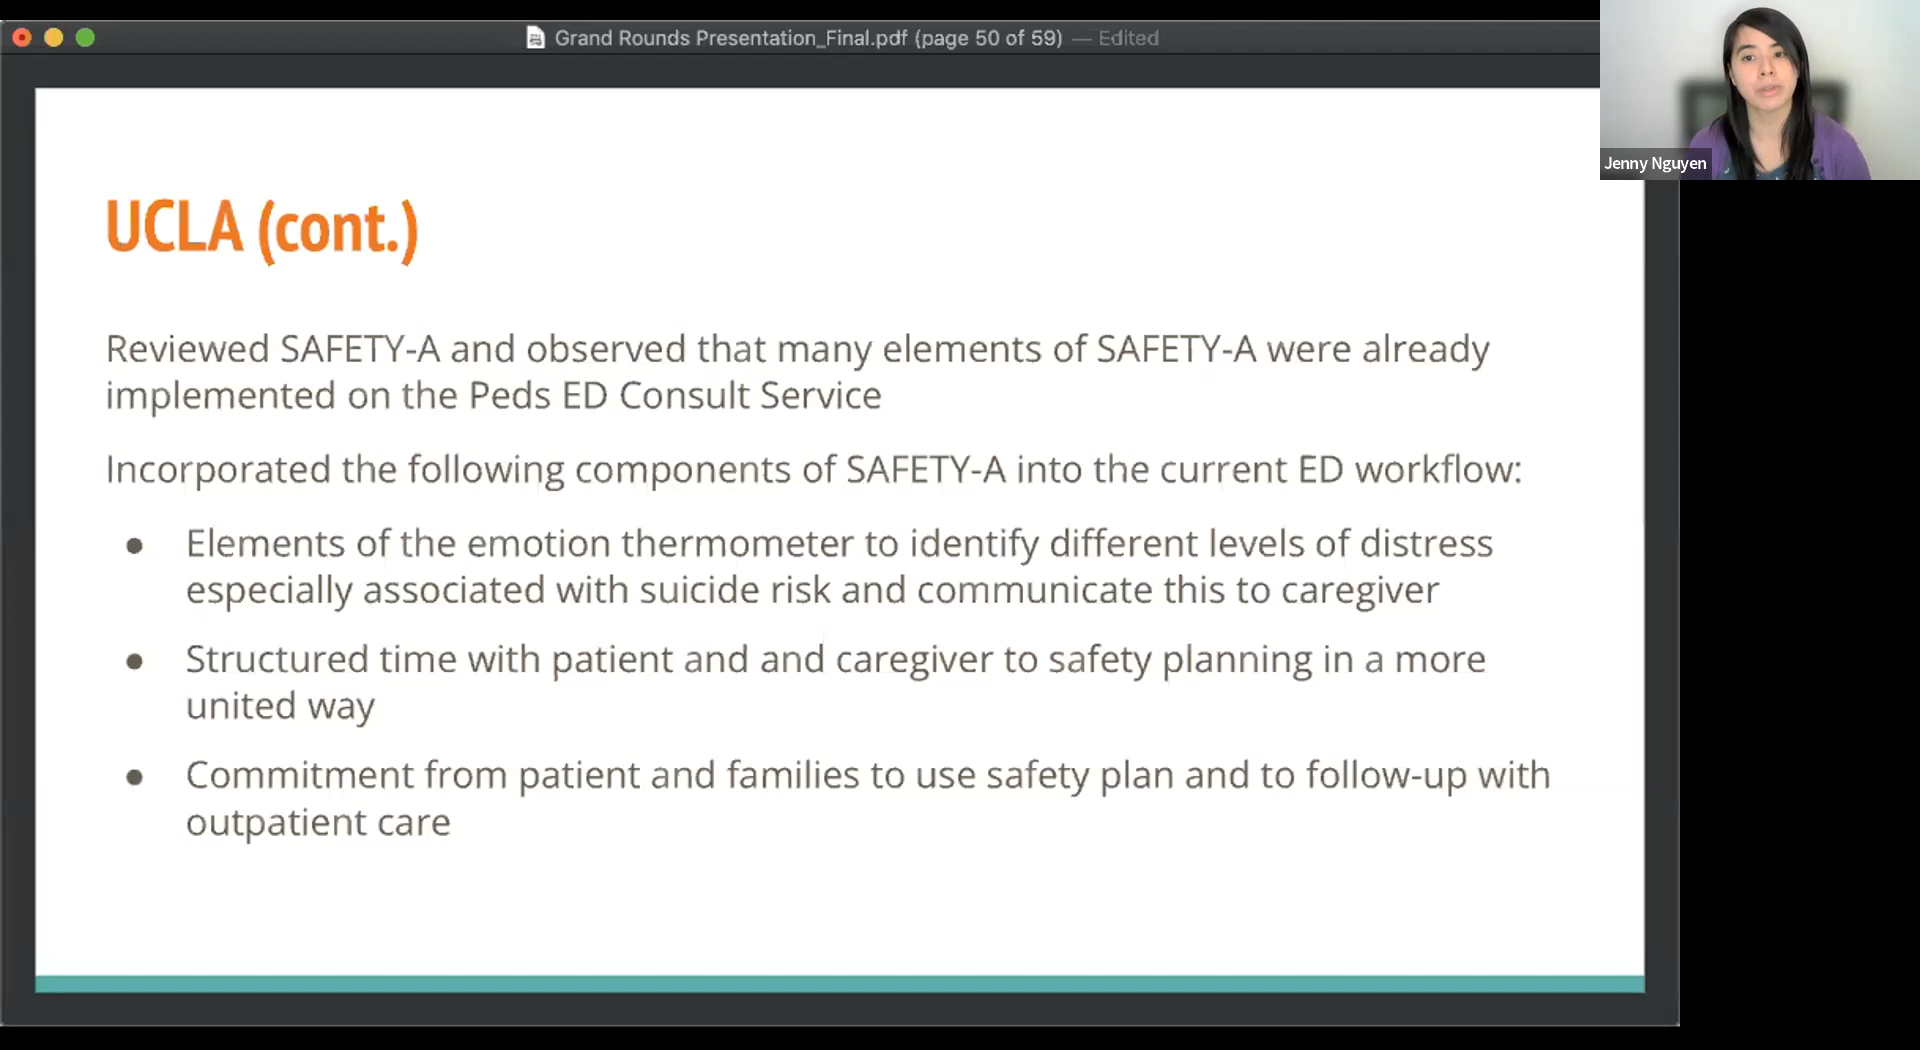 Grand Rounds Presentation_Final.pdf (page 50 of 59) — Edited
Jenny Nguyen
UCLA (cont.)
Reviewed SAFETY-A and observed that many elements of SAFETY-A were already
implemented on the Peds ED Consult Service
Incorporated the following components of SAFETY-A into the current ED workflow:
● Elements of the emotion thermometer to identify different levels of distress
especially associated with suicide risk and communicate this to caregiver
● Structured time with patient and and caregiver to safety planning in a more
united way
● Commitment from patient and families to use safety plan and to follow-up with
outpatient care